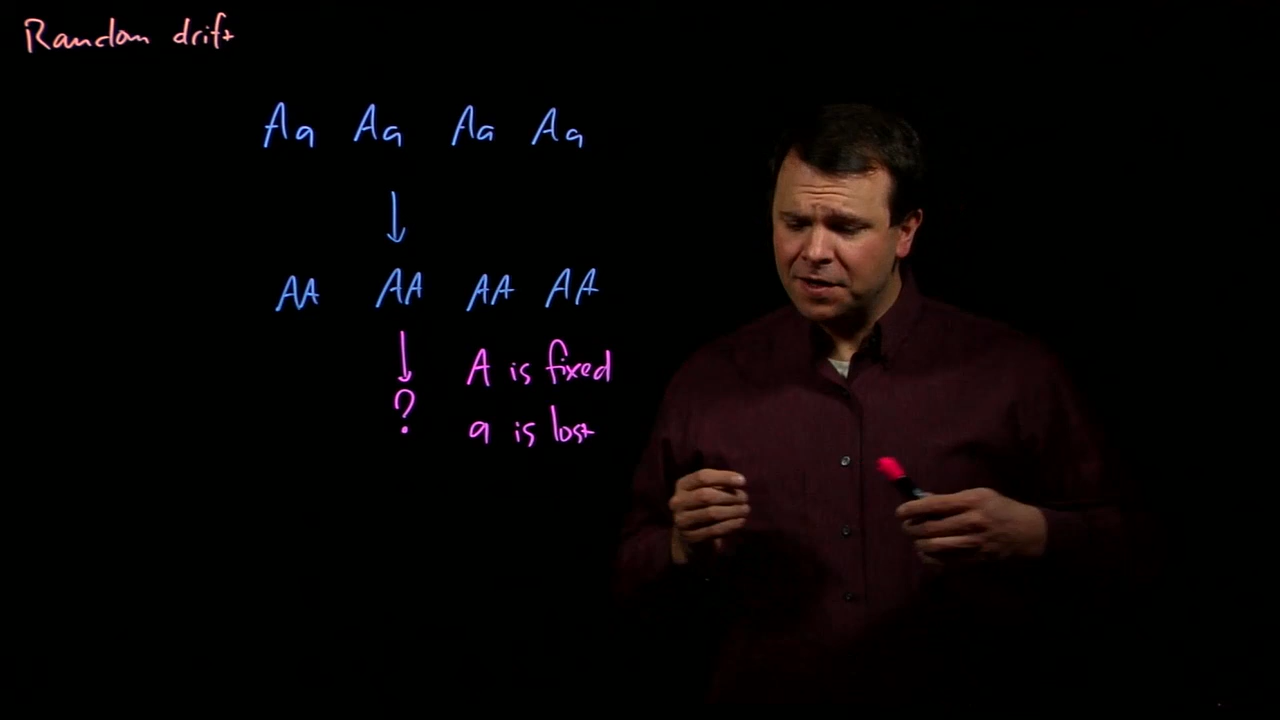 Random drift
Aa Aa Aa Aa
AA AA AA AA
A is fixed
? a is lost